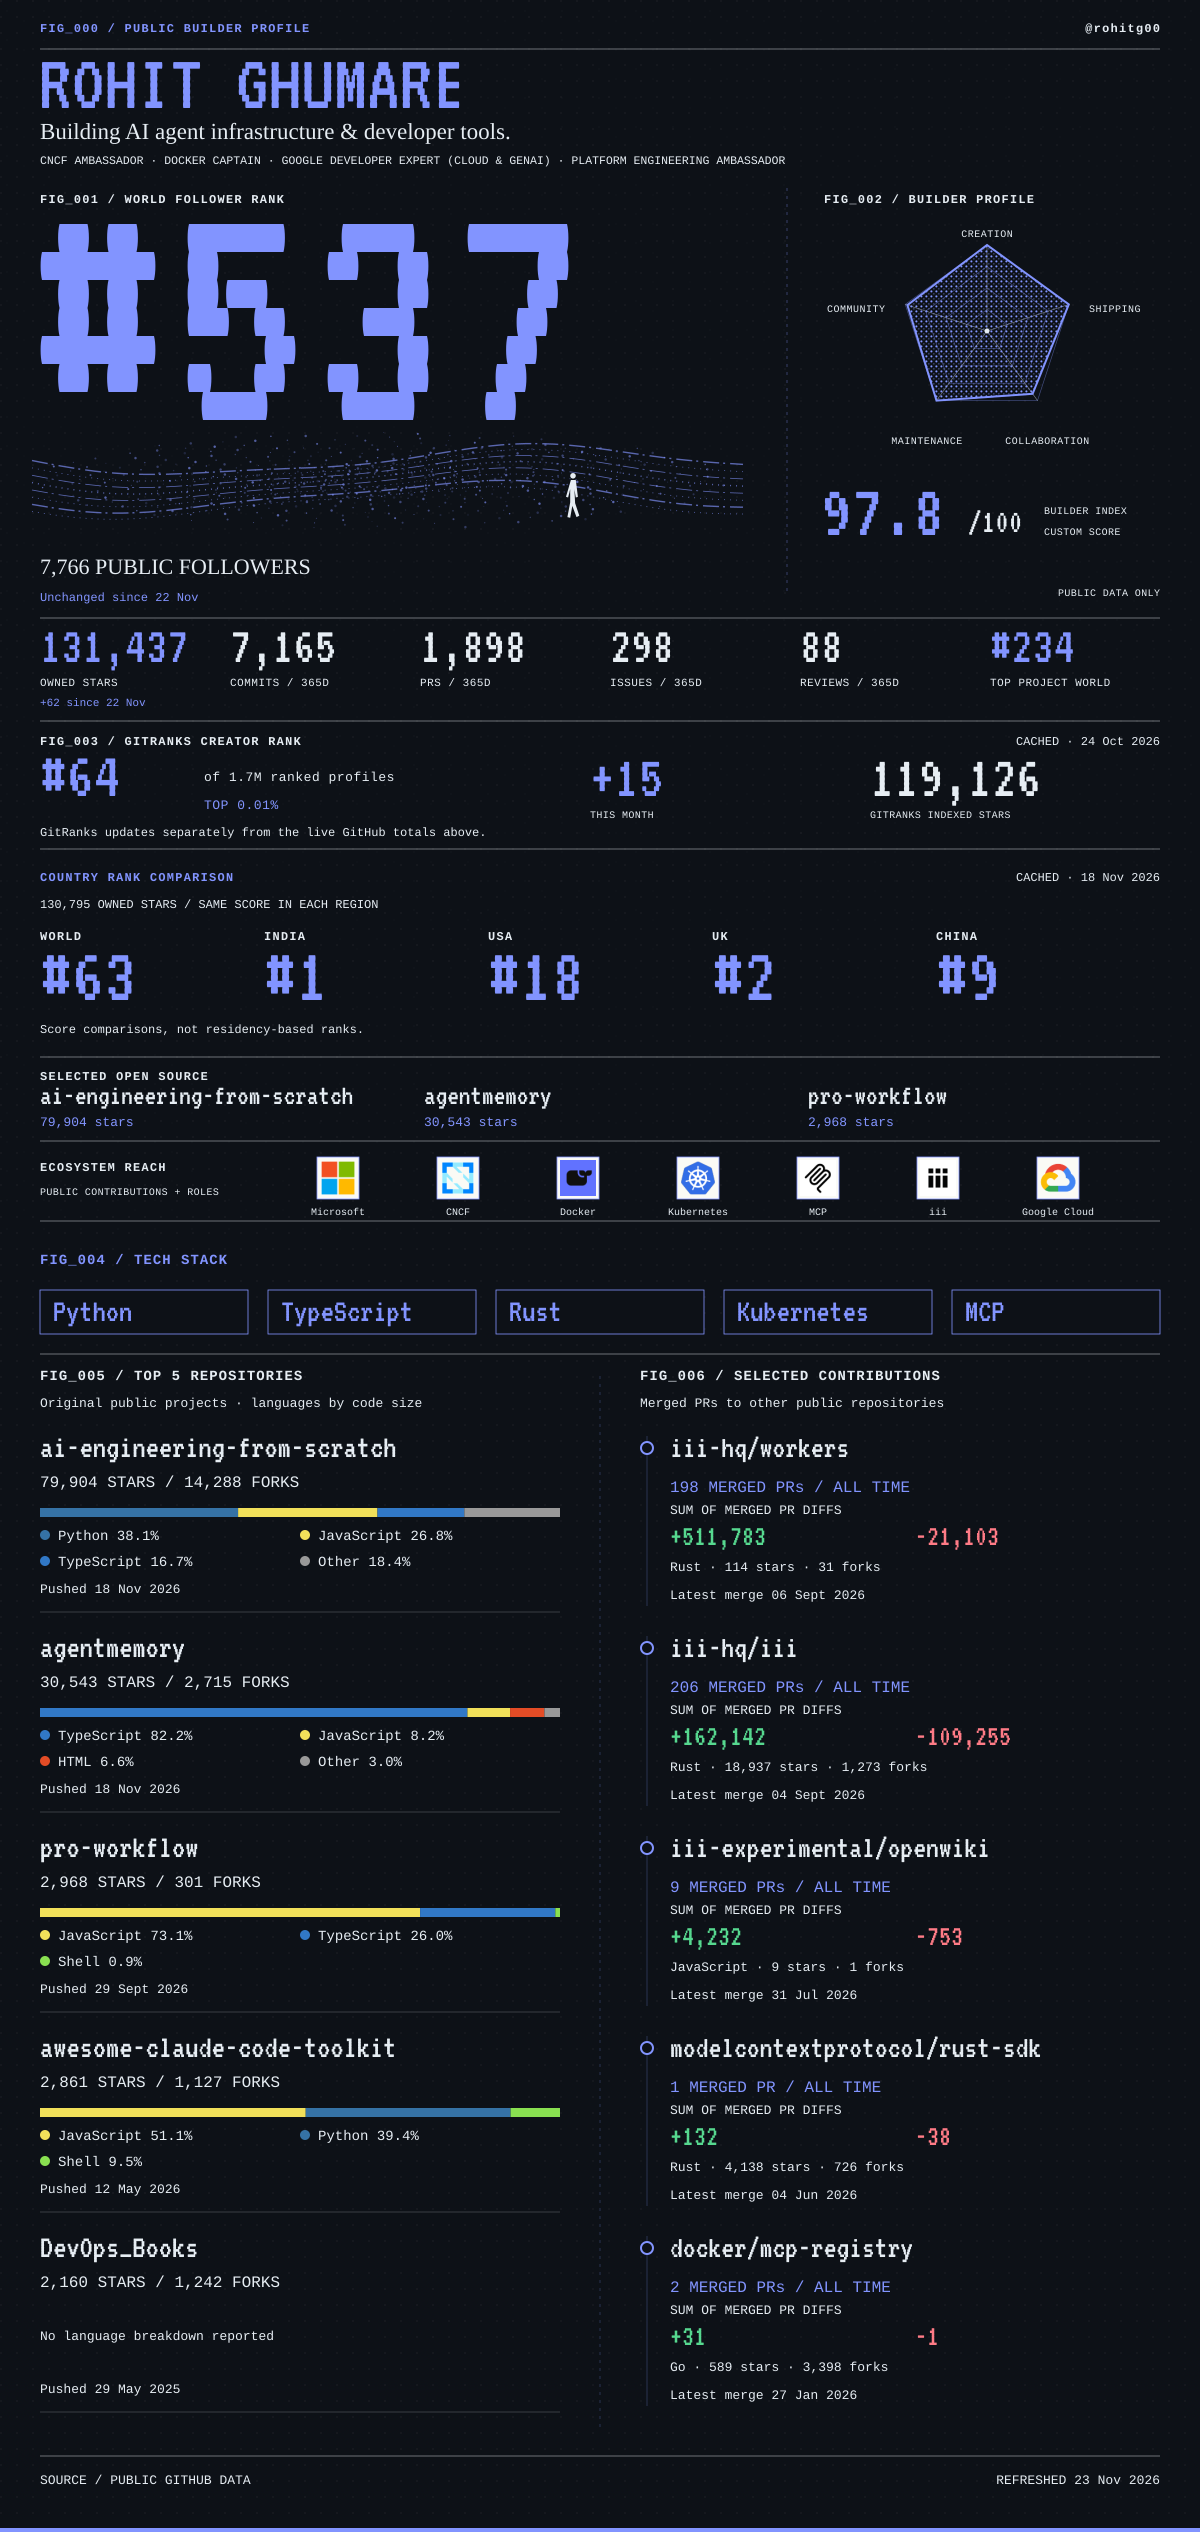 FIG_000 / PUBLIC BUILDER PROFILE
@rohitg00
ROHIT GHUMARE
Building AI agent infrastructure & developer tools.
CNCF AMBASSADOR · DOCKER CAPTAIN · GOOGLE DEVELOPER EXPERT (CLOUD & GENAI) · PLATFORM ENGINEERING AMBASSADOR
FIG_001 / WORLD FOLLOWER RANK
#537
7,766 PUBLIC FOLLOWERS
Unchanged since 22 Nov
FIG_002 / BUILDER PROFILE
CREATION
COMMUNITY
SHIPPING
MAINTENANCE
COLLABORATION
97.8 /100
BUILDER INDEX
CUSTOM SCORE
PUBLIC DATA ONLY
131,437
OWNED STARS
+62 since 22 Nov
7,165
COMMITS / 365D
1,898
PRS / 365D
298
ISSUES / 365D
88
REVIEWS / 365D
#234
TOP PROJECT WORLD
FIG_003 / GITRANKS CREATOR RANK
CACHED · 24 Oct 2026
#64
of 1.7M ranked profiles
TOP 0.01%
+15
THIS MONTH
119,126
GITRANKS INDEXED STARS
GitRanks updates separately from the live GitHub totals above.
COUNTRY RANK COMPARISON
CACHED · 18 Nov 2026
130,795 OWNED STARS / SAME SCORE IN EACH REGION
WORLD
#63
INDIA
#1
USA
#18
UK
#2
CHINA
#9
Score comparisons, not residency-based ranks.
SELECTED OPEN SOURCE
ai-engineering-from-scratch
79,904 stars
agentmemory
30,543 stars
pro-workflow
2,968 stars
ECOSYSTEM REACH
PUBLIC CONTRIBUTIONS + ROLES
Microsoft
CNCF
Docker
Kubernetes
MCP
iii
Google Cloud
FIG_004 / TECH STACK
Python
TypeScript
Rust
Kubernetes
MCP
FIG_005 / TOP 5 REPOSITORIES
Original public projects · languages by code size
ai-engineering-from-scratch
79,904 STARS / 14,288 FORKS
Python 38.1%
JavaScript 26.8%
TypeScript 16.7%
Other 18.4%
Pushed 18 Nov 2026
agentmemory
30,543 STARS / 2,715 FORKS
TypeScript 82.2%
JavaScript 8.2%
HTML 6.6%
Other 3.0%
Pushed 18 Nov 2026
pro-workflow
2,968 STARS / 301 FORKS
JavaScript 73.1%
TypeScript 26.0%
Shell 0.9%
Pushed 29 Sept 2026
awesome-claude-code-toolkit
2,861 STARS / 1,127 FORKS
JavaScript 51.1%
Python 39.4%
Shell 9.5%
Pushed 12 May 2026
DevOps_Books
2,160 STARS / 1,242 FORKS
No language breakdown reported
Pushed 29 May 2025
FIG_006 / SELECTED CONTRIBUTIONS
Merged PRs to other public repositories
iii-hq/workers
198 MERGED PRs / ALL TIME
SUM OF MERGED PR DIFFS
+511,783
-21,103
Rust · 114 stars · 31 forks
Latest merge 06 Sept 2026
iii-hq/iii
206 MERGED PRs / ALL TIME
SUM OF MERGED PR DIFFS
+162,142
-109,255
Rust · 18,937 stars · 1,273 forks
Latest merge 04 Sept 2026
iii-experimental/openwiki
9 MERGED PRs / ALL TIME
SUM OF MERGED PR DIFFS
+4,232
-753
JavaScript · 9 stars · 1 forks
Latest merge 31 Jul 2026
modelcontextprotocol/rust-sdk
1 MERGED PR / ALL TIME
SUM OF MERGED PR DIFFS
+132
-38
Rust · 4,138 stars · 726 forks
Latest merge 04 Jun 2026
docker/mcp-registry
2 MERGED PRs / ALL TIME
SUM OF MERGED PR DIFFS
+31
-1
Go · 589 stars · 3,398 forks
Latest merge 27 Jan 2026
SOURCE / PUBLIC GITHUB DATA
REFRESHED 23 Nov 2026